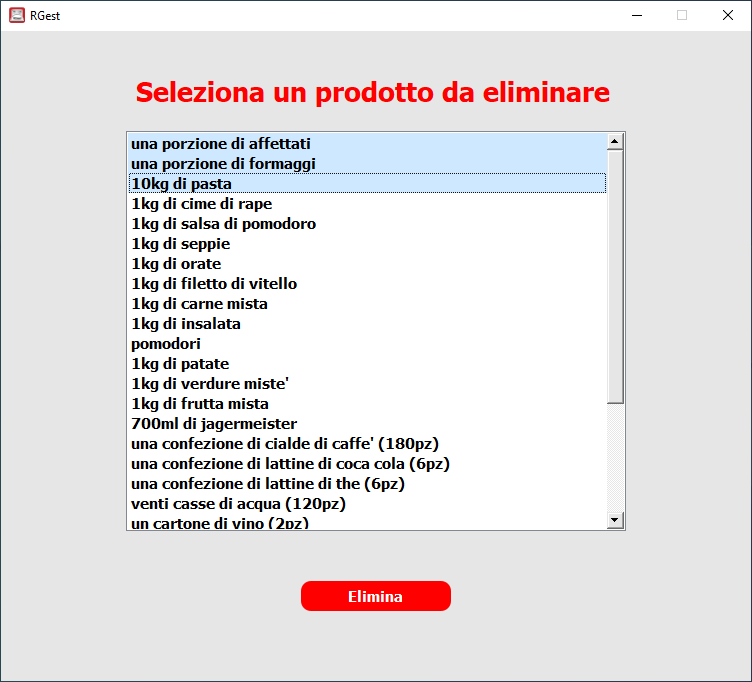 RGest
Seleziona un prodotto da eliminare
una porzione di affettati
una porzione di formaggi
10kg di pasta
1kg di cime di rape
1kg di salsa di pomodoro
1kg di seppie
1kg di orate
1kg di filetto di vitello
1kg di carne mista
1kg di insalata
pomodori
1kg di patate
1kg di verdure miste'
1kg di frutta mista
700ml di jagermeister
una confezione di cialde di caffe' (180pz)
una confezione di lattine di coca cola (6pz)
una confezione di lattine di the (6pz)
venti casse di acqua (120pz)
un cartone di vino (2pz)
Elimina